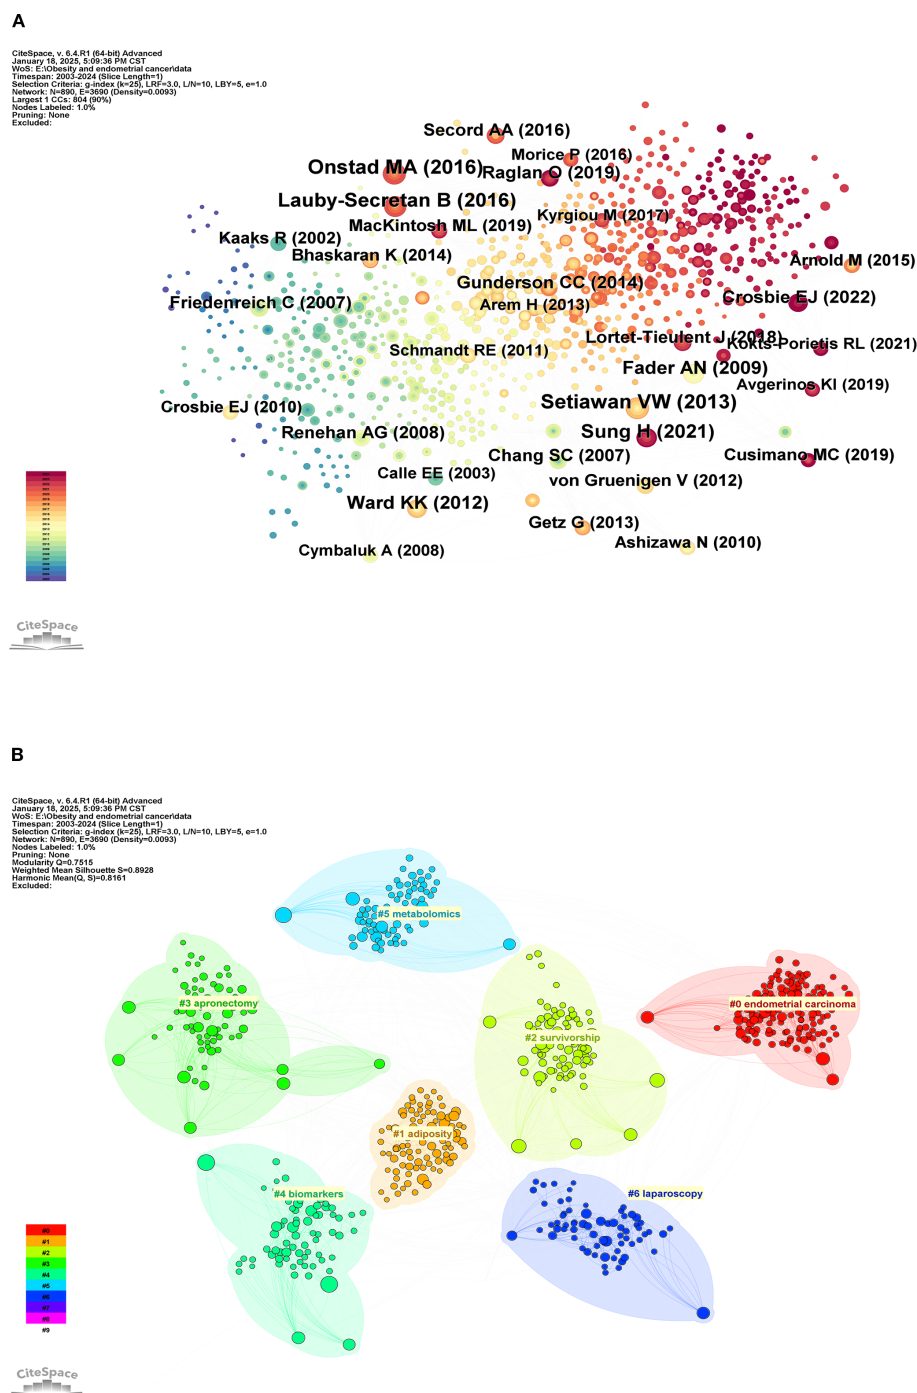 A
CiteSpace, v. 6.4.R1 (64-bit) Advanced
January 18, 2025, 5:09:36 PM CST
WoS: E:\Obesity and endometrial cancer\data
Timespan: 2003-2024 (Slice Length=1)
Selection Criteria: g-index (k=25), LRF=3.0, L/N=10, LBY=5, e=1.0
Network: N=890, E=3690 (Density=0.0093)
Largest 1 CCs: 804 (90%)
Nodes Labeled: 1.0%
Pruning: None
Excluded:
Secord AA (2016)
Morice P (2016)
Onstad MA (2016)
Raglan O (2019)
Lauby-Secretan B (2016)
Kyrgiou M (2017)
MacKintosh ML (2019)
Kaaks R (2002)
Bhaskaran K (2014)
Arnold M (2015)
Gunderson CC (2014)
Crosbie EJ (2022)
Friedenreich C (2007)
Arem H (2013)
Lortet-Tieulent J (2018)
Kokts-Porietis RL (2021)
Schmandt RE (2011)
Fader AN (2009)
Avgerinos KI (2019)
Setiawan VW (2013)
Crosbie EJ (2010)
Renehan AG (2008)
Sung H (2021)
Chang SC (2007)
Cusimano MC (2019)
Calle EE (2003)
von Gruenigen V (2012)
Ward KK (2012)
Getz G (2013)
Ashizawa N (2010)
Cymbaluk A (2008)
CiteSpace
B
CiteSpace, v. 6.4.R1 (64-bit) Advanced
January 18, 2025, 5:09:36 PM CST
WoS: E:\Obesity and endometrial cancer\data
Timespan: 2003-2024 (Slice Length=1)
Selection Criteria: g-index (k=25), LRF=3.0, L/N=10, LBY=5, e=1.0
Network: N=890, E=3690 (Density=0.0093)
Nodes Labeled: 1.0%
Pruning: None
Modularity Q=0.7515
Weighted Mean Silhouette S=0.8928
Harmonic Mean(Q, S)=0.8161
Excluded:
#5 metabolomics
#3 apronectomy
#0 endometrial carcinoma
#2 survivorship
#1 adiposity
#4 biomarkers
#6 laparoscopy
#0
#1
#2
#3
#4
#5
#6
#7
#8
#9
CiteSpace